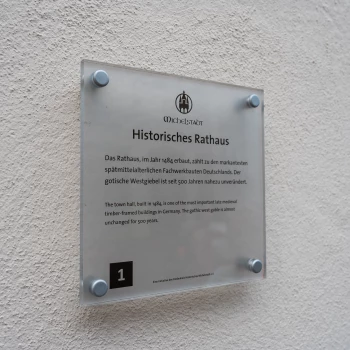 Michelstadt
Historisches Rathaus
Das Rathaus, im Jahr 1484 erbaut, zählt zu den markantesten
spätmittelalterlichen Fachwerkbauten Deutschlands. Der
gotische Westgiebel ist seit 500 Jahren nahezu unverändert.
The town hall, built in 1484, is one of the most important late-medieval
timber-framed buildings in Germany. The gothic west gable is almost
unchanged for 500 years.
1